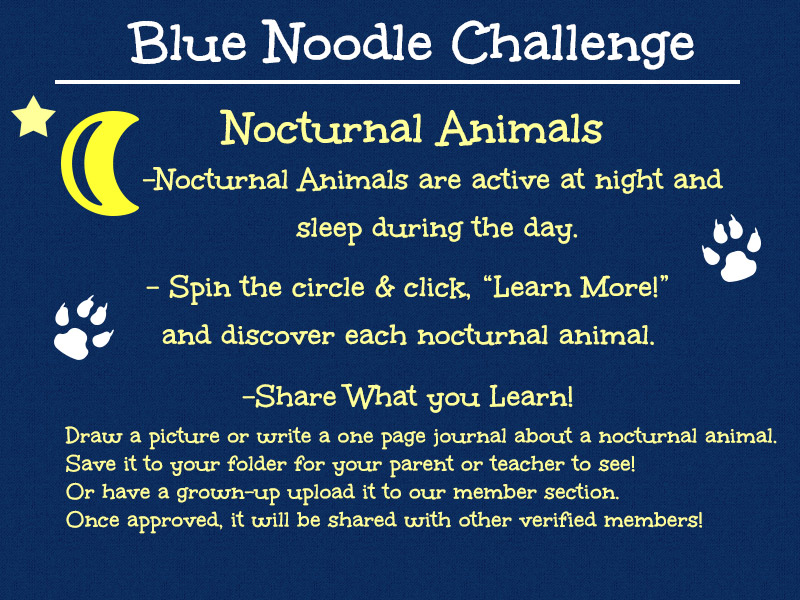 Blue Noodle Challenge
Nocturnal Animals
-Nocturnal Animals are active at night and
sleep during the day.
- Spin the circle & click, “Learn More!”
and discover each nocturnal animal.
-Share What you Learn!
Draw a picture or write a one page journal about a nocturnal animal.
Save it to your folder for your parent or teacher to see!
Or have a grown-up upload it to our member section.
Once approved, it will be shared with other verified members!